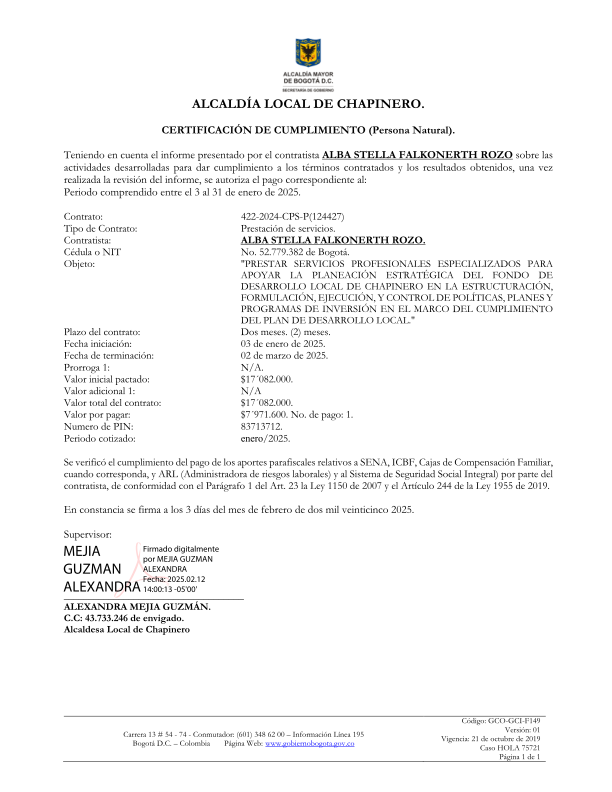 ALCALDÍA MAYOR
DE BOGOTÁ D.C.
SECRETARÍA DE GOBIERNO
ALCALDÍA LOCAL DE CHAPINERO.
CERTIFICACIÓN DE CUMPLIMIENTO (Persona Natural).
Teniendo en cuenta el informe presentado por el contratista ALBA STELLA FALKONERTH ROZO sobre las
actividades desarrolladas para dar cumplimiento a los términos contratados y los resultados obtenidos, una vez
realizada la revisión del informe, se autoriza el pago correspondiente al:
Periodo comprendido entre el 3 al 31 de enero de 2025.
Contrato: 422-2024-CPS-P(124427)
Tipo de Contrato: Prestación de servicios.
Contratista: ALBA STELLA FALKONERTH ROZO.
Cédula o NIT No. 52.779.382 de Bogotá.
Objeto: "PRESTAR SERVICIOS PROFESIONALES ESPECIALIZADOS PARA
APOYAR LA PLANEACIÓN ESTRATÉGICA DEL FONDO DE
DESARROLLO LOCAL DE CHAPINERO EN LA ESTRUCTURACIÓN,
FORMULACIÓN, EJECUCIÓN, Y CONTROL DE POLÍTICAS, PLANES Y
PROGRAMAS DE INVERSIÓN EN EL MARCO DEL CUMPLIMIENTO
DEL PLAN DE DESARROLLO LOCAL."
Plazo del contrato: Dos meses. (2) meses.
Fecha iniciación: 03 de enero de 2025.
Fecha de terminación: 02 de marzo de 2025.
Prorroga 1: N/A.
Valor inicial pactado: $17´082.000.
Valor adicional 1: N/A
Valor total del contrato: $17´082.000.
Valor por pagar: $7´971.600. No. de pago: 1.
Numero de PIN: 83713712.
Periodo cotizado: enero/2025.
Se verificó el cumplimiento del pago de los aportes parafiscales relativos a SENA, ICBF, Cajas de Compensación Familiar,
cuando corresponda, y ARL (Administradora de riesgos laborales) y al Sistema de Seguridad Social Integral) por parte del
contratista, de conformidad con el Parágrafo 1 del Art. 23 la Ley 1150 de 2007 y el Artículo 244 de la Ley 1955 de 2019.
En constancia se firma a los 3 días del mes de febrero de dos mil veinticinco 2025.
Supervisor:
MEJIA
GUZMAN
ALEXANDRA
Firmado digitalmente
por MEJIA GUZMAN
ALEXANDRA
Fecha: 2025.02.12
14:00:13 -05'00'
ALEXANDRA MEJIA GUZMÁN.
C.C: 43.733.246 de envigado.
Alcaldesa Local de Chapinero
Carrera 13 # 54 - 74 - Conmutador: (601) 348 62 00 – Información Línea 195
Bogotá D.C. – Colombia Página Web: www.gobiernobogota.gov.co
Código: GCO-GCI-F149
Versión: 01
Vigencia: 21 de octubre de 2019
Caso HOLA 75721
Página 1 de 1